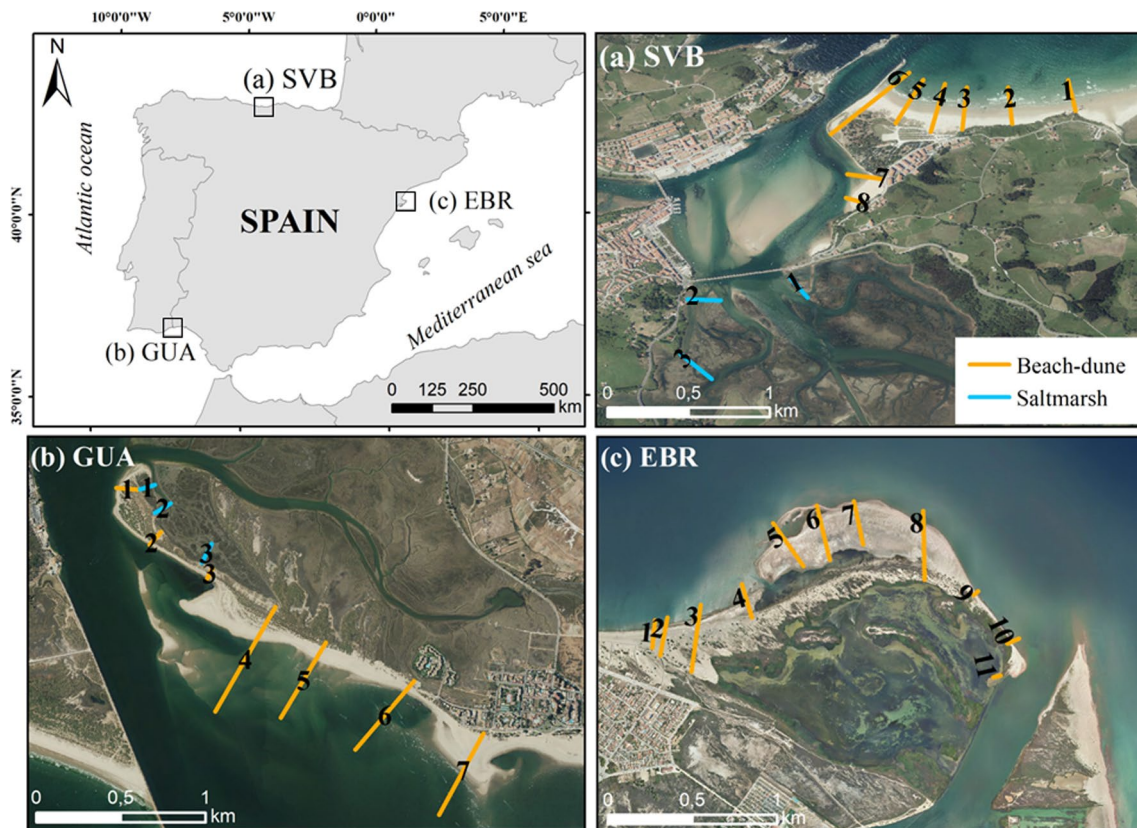 10°0'0"W 5°0'0"W 0°0'0"E 5°0'0"E
N
(a) SVB
Atlantic ocean
40°0'0"N
SPAIN
(c) EBR
Mediterranean sea
(b) GUA
35°0'0"N
0 125 250 500
km
(a) SVB
6 5 4 3 2 1
7
8
1
2
3
0 0,5 1
km
Beach-dune
Saltmarsh
(b) GUA
1 1
2
2
3
3
4
5
6
7
0 0,5 1
km
(c) EBR
5 6 7 8
1 2 3 4
9
10
11
0 0,5 1
km